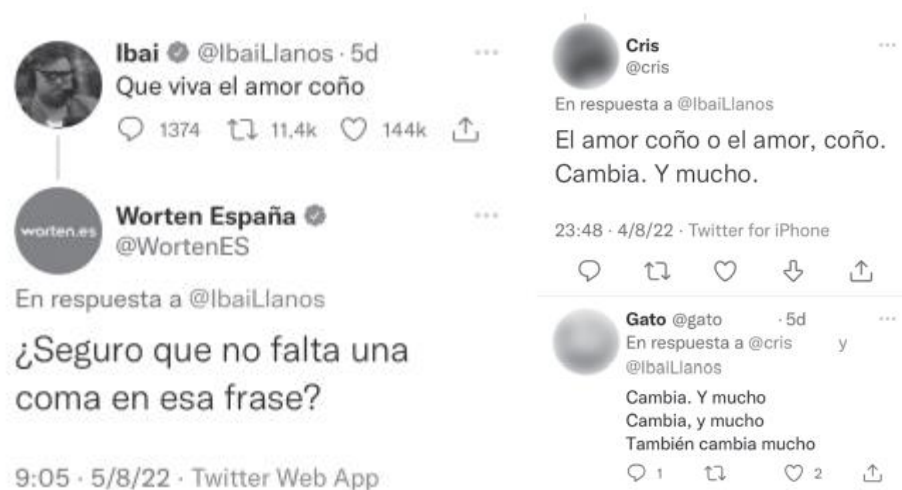 Ibai @IbaiLlanos · 5d
Que viva el amor coño
1374 11,4k 144k
worten.es
Worten España
@WortenES
En respuesta a @IbaiLlanos
¿Seguro que no falta una
coma en esa frase?
9:05 · 5/8/22 · Twitter Web App
Cris
@cris
En respuesta a @IbaiLlanos
El amor coño o el amor, coño.
Cambia. Y mucho.
23:48 · 4/8/22 · Twitter for iPhone
Gato @gato · 5d
En respuesta a @cris y
@IbaiLlanos
Cambia. Y mucho
Cambia, y mucho
También cambia mucho
1 2